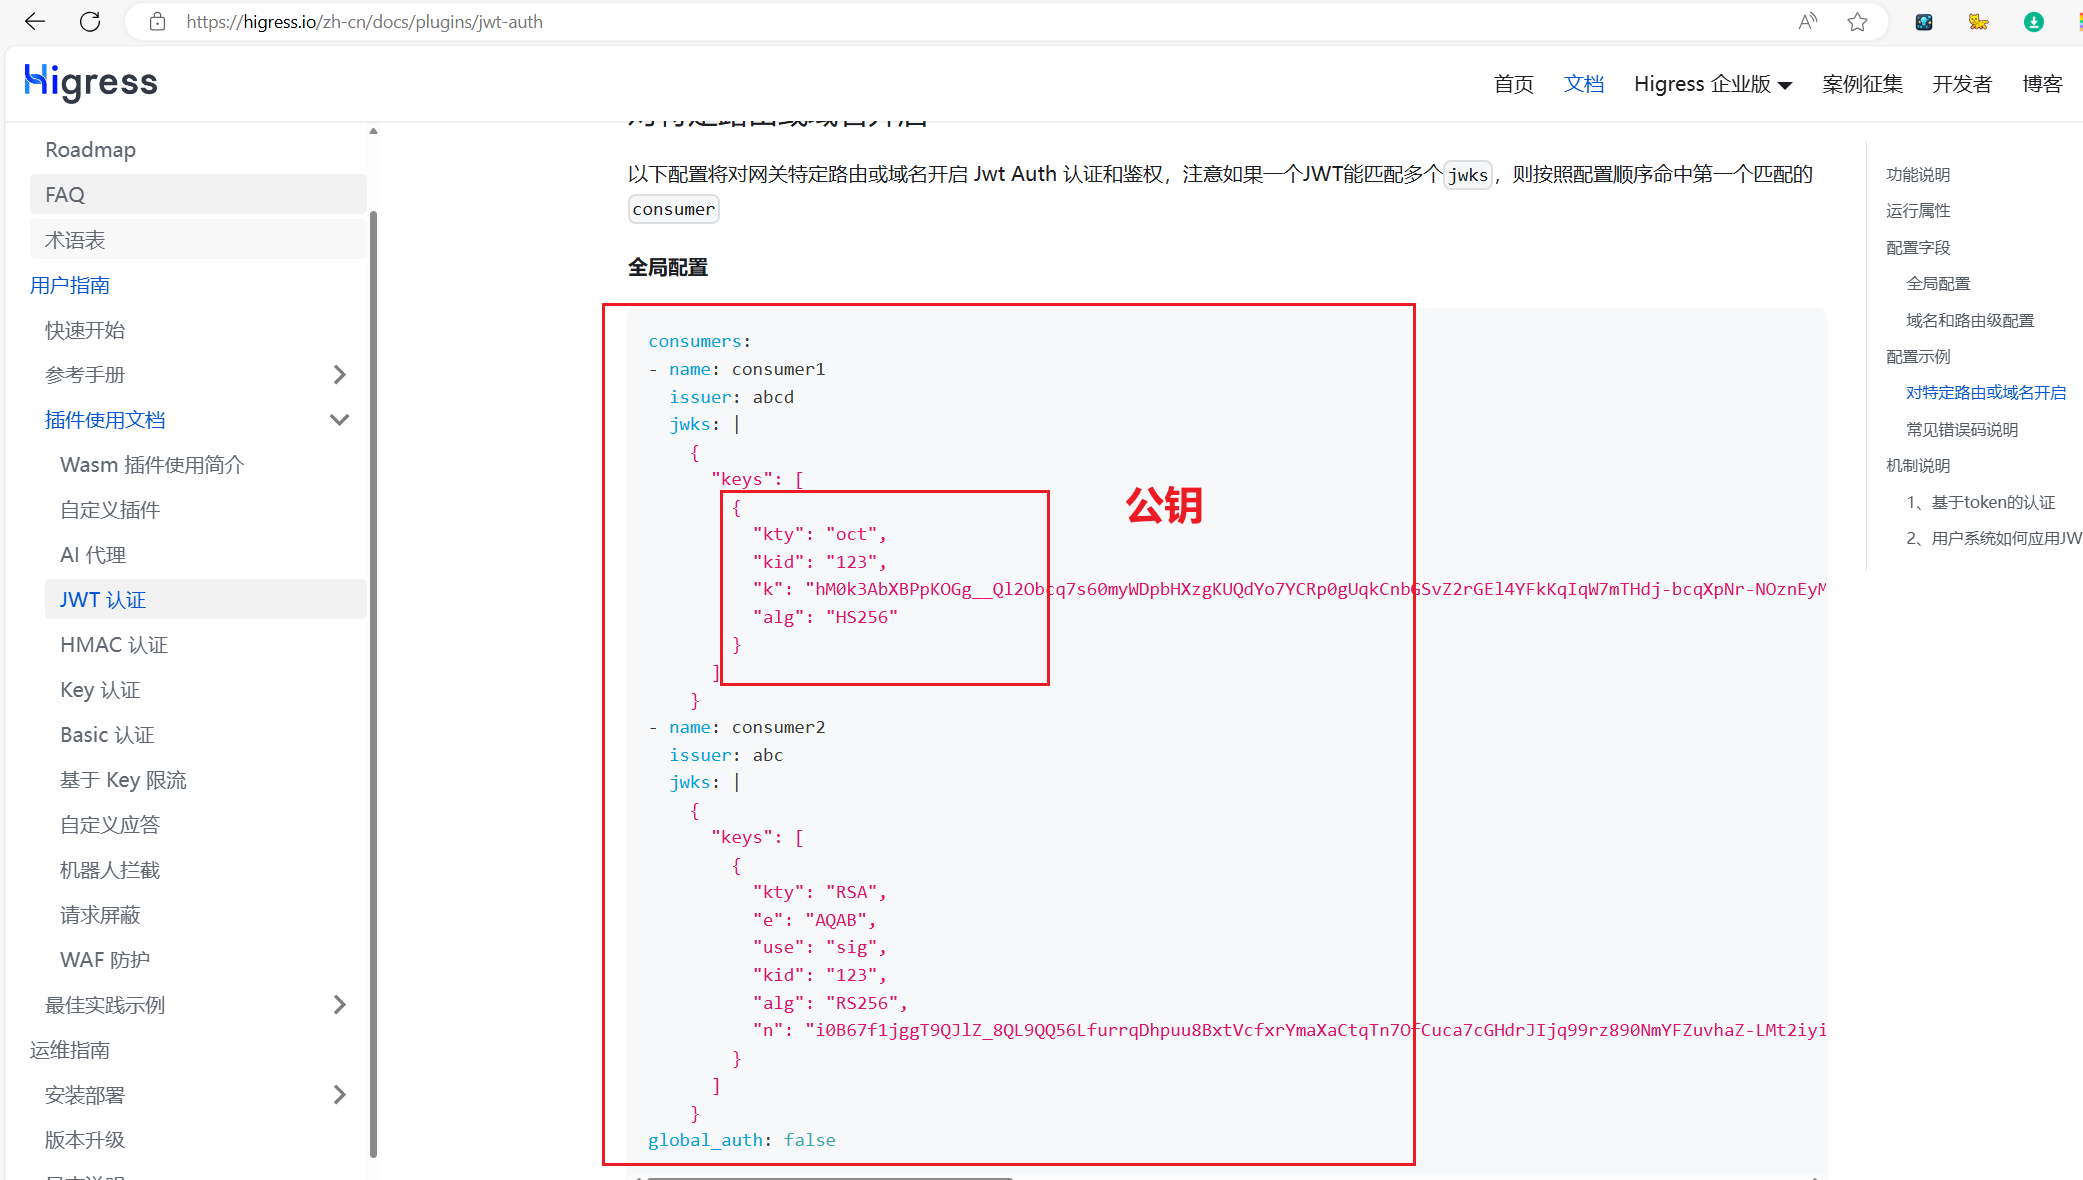 https://higress.io/zh-cn/docs/plugins/jwt-auth
Higress
首页
文档
Higress 企业版
案例征集
开发者
博客
Roadmap
FAQ
术语表
用户指南
快速开始
参考手册
插件使用文档
Wasm 插件使用简介
自定义插件
AI 代理
JWT 认证
HMAC 认证
Key 认证
Basic 认证
基于 Key 限流
自定义应答
机器人拦截
请求屏蔽
WAF 防护
最佳实践示例
运维指南
安装部署
版本升级
对特定路由或域名开启
以下配置将对网关特定路由或域名开启 Jwt Auth 认证和鉴权，注意如果一个JWT能匹配多个jwks，则按照配置顺序命中第一个匹配的
consumer
全局配置
consumers:
- name: consumer1
issuer: abcd
jwks: |
{
"keys": [
{
"kty": "oct",
"kid": "123",
"k": "hM0k3AbXBPpKOGg__Ql2Obcq7s60myWDpbHXzgKUQdYo7YCRp0gUqkCnbGSvZ2rGEl4YFkKqIqW7mTHdj-bcqXpNr-NOznEyM
"alg": "HS256"
}
]
}
- name: consumer2
issuer: abc
jwks: |
{
"keys": [
{
"kty": "RSA",
"e": "AQAB",
"use": "sig",
"kid": "123",
"alg": "RS256",
"n": "i0B67f1jggT9QJlZ_8QL9QQ56LfurrqDhpuu8BxtVcfxrYmaXaCtqTn7OfCuca7cGHdrJIjq99rz890NmYFZuvhaZ-LMt2iyi
}
]
}
global_auth: false
公钥
功能说明
运行属性
配置字段
全局配置
域名和路由级配置
配置示例
对特定路由或域名开启
常见错误码说明
机制说明
1、基于token的认证
2、用户系统如何应用JW